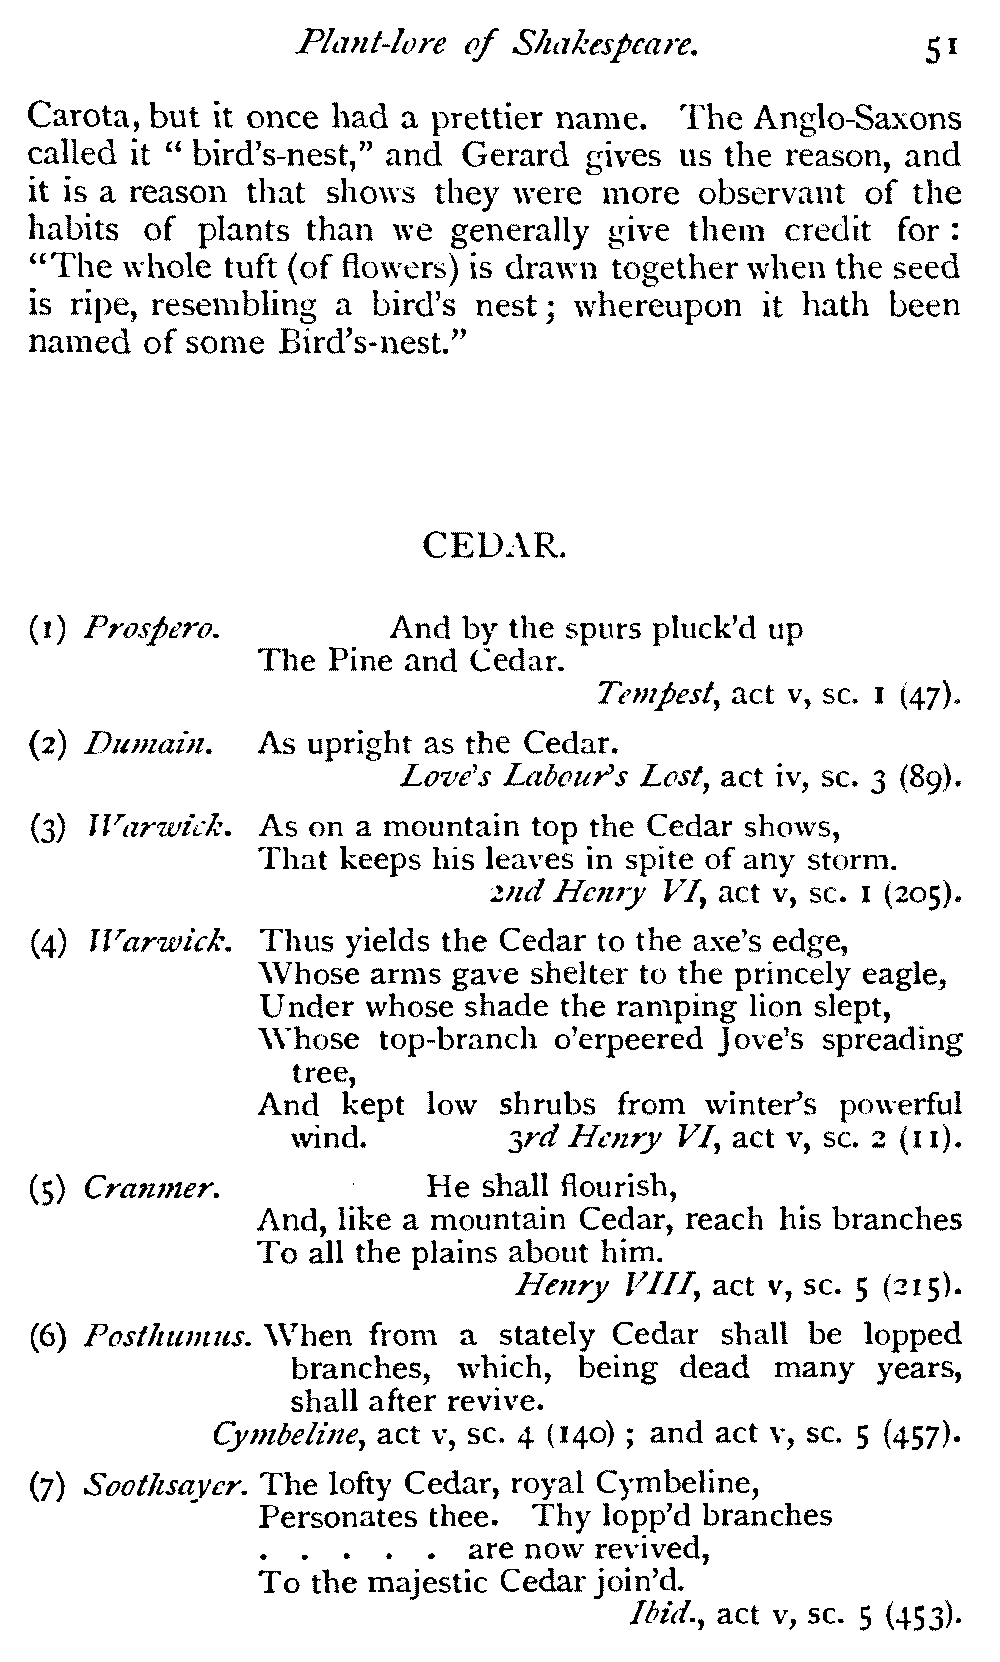 Plant-lore of Shakespeare. 51
Carota, but it once had a prettier name. The Anglo-Saxons
called it " bird's-nest," and Gerard gives us the reason, and
it is a reason that shows they were more observant of the
habits of plants than we generally give them credit for :
"The whole tuft (of flowers) is drawn together when the seed
is ripe, resembling a bird's nest ; whereupon it hath been
named of some Bird's-nest."
CEDAR.
(1) Prospero. And by the spurs pluck'd up
The Pine and Cedar.
Tempest, act v, sc. 1 (47).
(2) Dumain. As upright as the Cedar.
Love's Labour's Lost, act iv, sc. 3 (89).
(3) Warwick. As on a mountain top the Cedar shows,
That keeps his leaves in spite of any storm.
2nd Henry VI, act v, sc. 1 (205).
(4) Warwick. Thus yields the Cedar to the axe's edge,
Whose arms gave shelter to the princely eagle,
Under whose shade the ramping lion slept,
Whose top-branch o'erpeered Jove's spreading
tree,
And kept low shrubs from winter's powerful
wind. 3rd Henry VI, act v, sc. 2 (11).
(5) Cranmer. He shall flourish,
And, like a mountain Cedar, reach his branches
To all the plains about him.
Henry VIII, act v, sc. 5 (215).
(6) Posthumus. When from a stately Cedar shall be lopped
branches, which, being dead many years,
shall after revive.
Cymbeline, act v, sc. 4 (140) ; and act v, sc. 5 (457).
(7) Soothsayer. The lofty Cedar, royal Cymbeline,
Personates thee. Thy lopp'd branches
. . . . . are now revived,
To the majestic Cedar join'd.
Ibid., act v, sc. 5 (453).